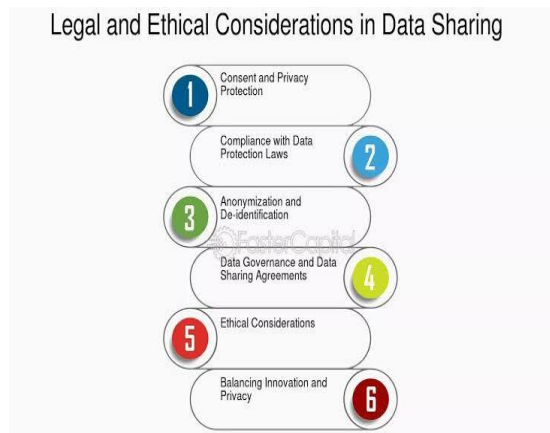 Legal and Ethical Considerations in Data Sharing
1
Consent and Privacy
Protection
Compliance with Data
Protection Laws
2
3
Anonymization and
De-identification
FasterCapital
Data Governance and Data
Sharing Agreements
4
5
Ethical Considerations
Balancing Innovation and
Privacy
6